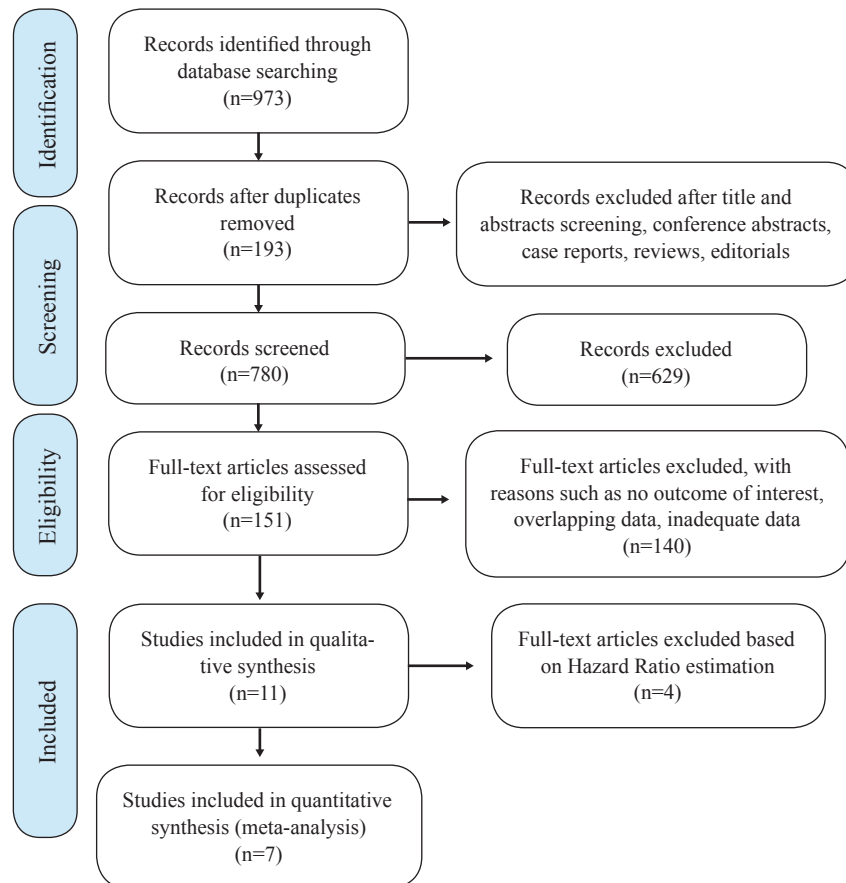 Identification
Records identified through
database searching
(n=973)
Records after duplicates
removed
(n=193)
Records excluded after title and
abstracts screening, conference abstracts,
case reports, reviews, editorials
Screening
Records screened
(n=780)
Records excluded
(n=629)
Eligibility
Full-text articles assessed
for eligibility
(n=151)
Full-text articles excluded, with
reasons such as no outcome of interest,
overlapping data, inadequate data
(n=140)
Included
Studies included in qualita-
tive synthesis
(n=11)
Full-text articles excluded based
on Hazard Ratio estimation
(n=4)
Studies included in quantitative
synthesis (meta-analysis)
(n=7)